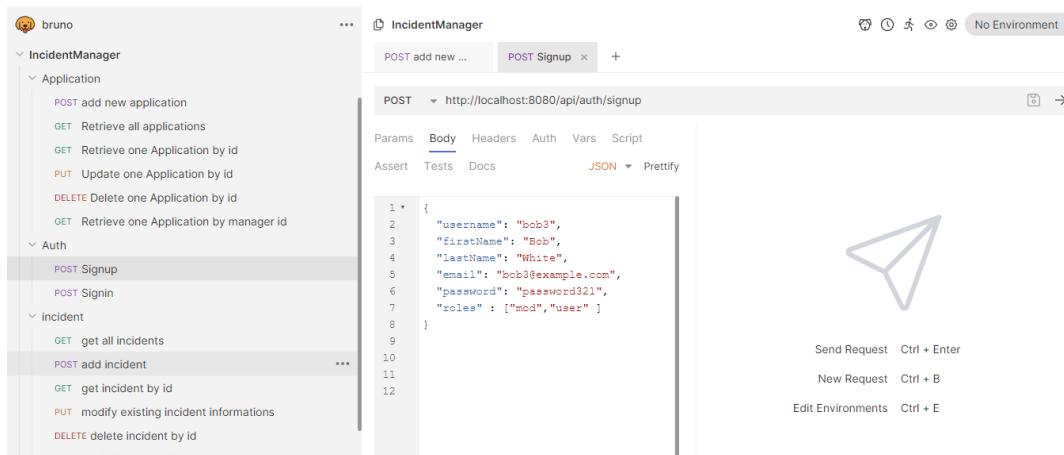 bruno
IncidentManager
Application
POST add new application
GET Retrieve all applications
GET Retrieve one Application by id
PUT Update one Application by id
DELETE Delete one Application by id
GET Retrieve one Application by manager id
Auth
POST Signup
POST Signin
incident
GET get all incidents
POST add incident
GET get incident by id
PUT modify existing incident informations
DELETE delete incident by id
IncidentManager
No Environment
POST add new ...
POST Signup
POST http://localhost:8080/api/auth/signup
Params Body Headers Auth Vars Script
Assert Tests Docs JSON Prettify
1 {
2 "username": "bob3",
3 "firstName": "Bob",
4 "lastName": "White",
5 "email": "bob3@example.com",
6 "password": "password321",
7 "roles" : ["mod","user" ]
8 }
9
10
11
12
Send Request Ctrl + Enter
New Request Ctrl + B
Edit Environments Ctrl + E